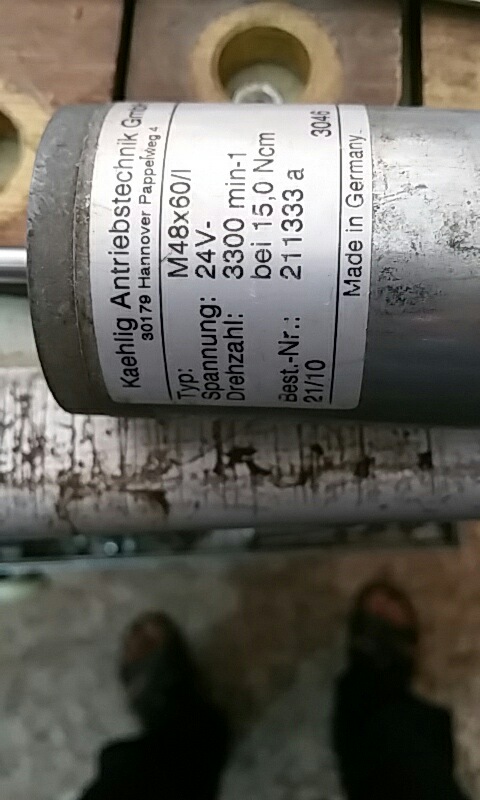 Kaehlig Antriebstechnik GmbH
30179 Hannover Pappelweg 4
Typ: M48x60/I
Spannung: 24V-
Drehzahl: 3300 min-1
bei 15,0 Ncm
Best.-Nr.: 211333 a
21/10 3046
Made in Germany